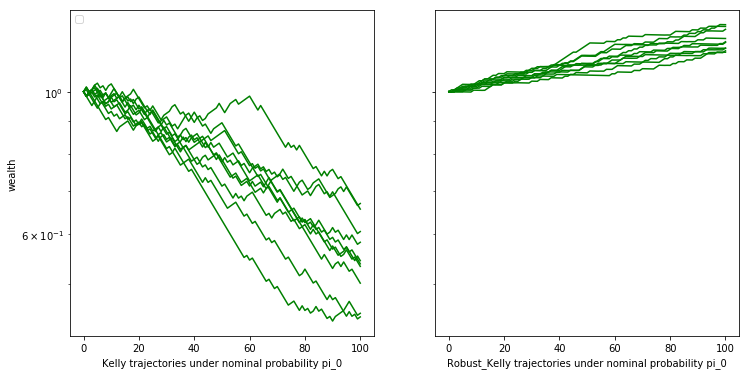 wealth
10⁰
6 × 10⁻¹
0 20 40 60 80 100
Kelly trajectories under nominal probability pi_0
0 20 40 60 80 100
Robust_Kelly trajectories under nominal probability pi_0